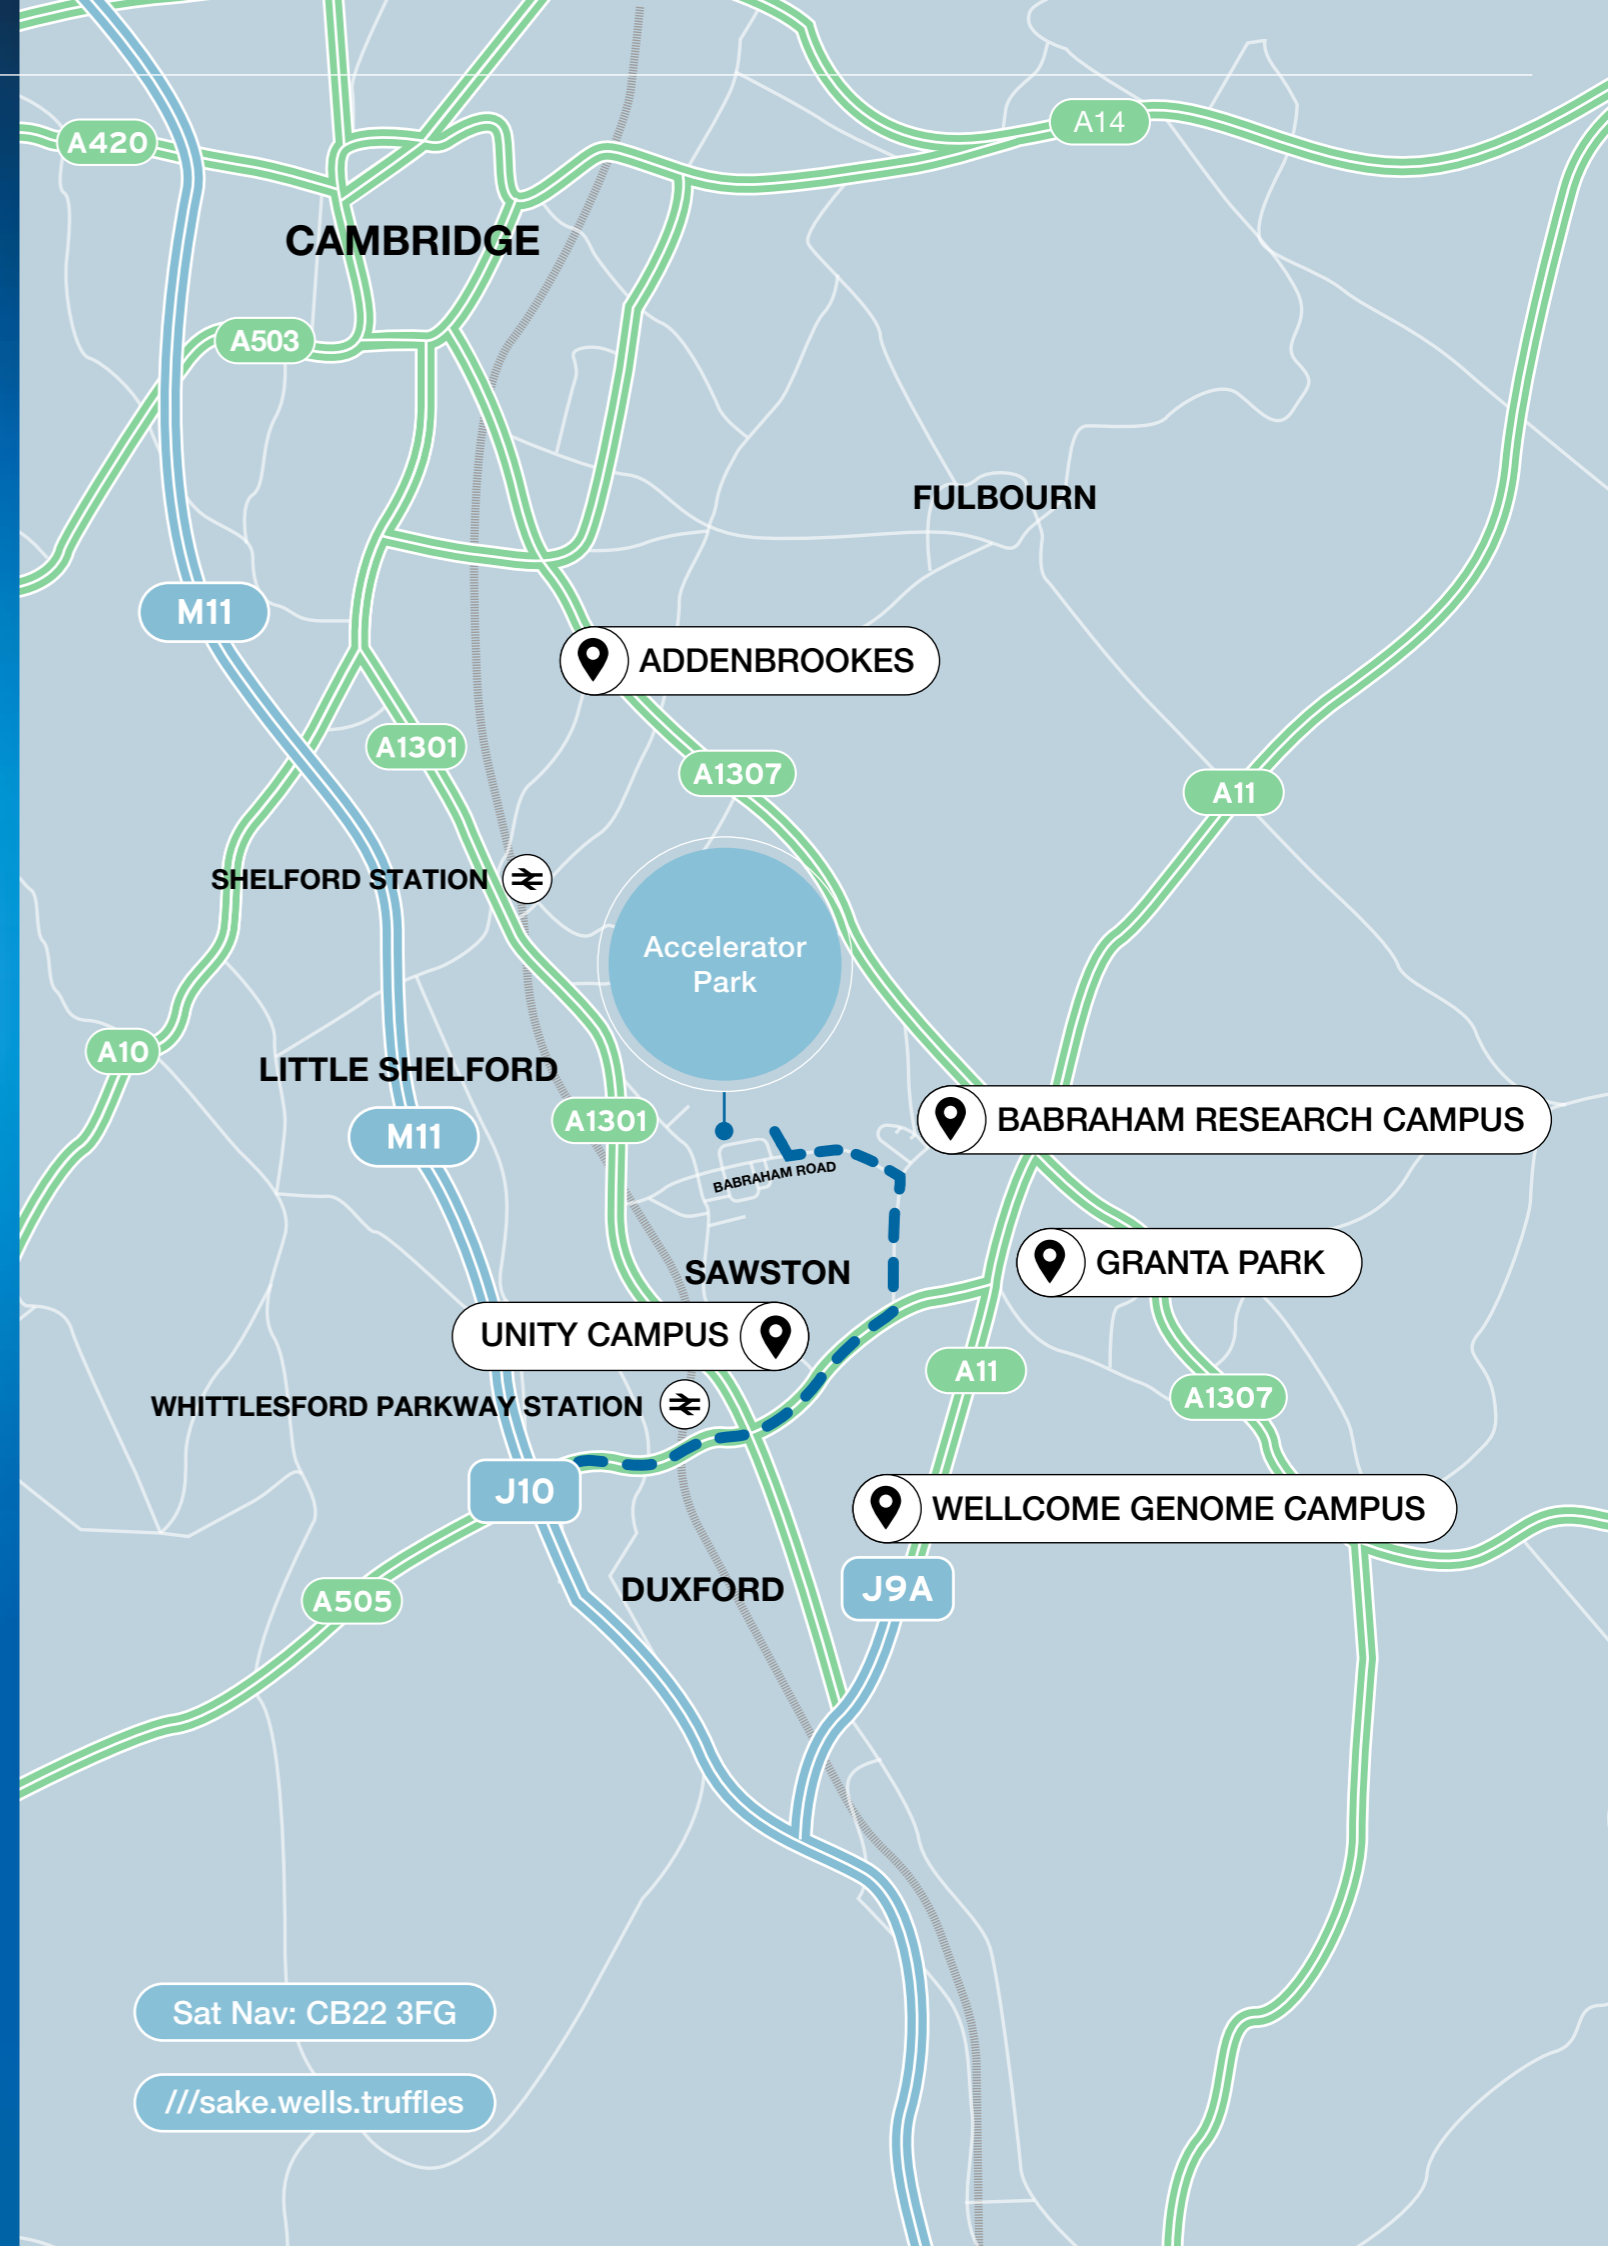 A14
A420
CAMBRIDGE
A503
FULBOURN
M11
ADDENBROOKES
A1301
A1307
A11
SHELFORD STATION
Accelerator
Park
A10
LITTLE SHELFORD
A1301
BABRAHAM RESEARCH CAMPUS
M11
BABRAHAM ROAD
GRANTA PARK
SAWSTON
UNITY CAMPUS
A11
A1307
WHITTLESFORD PARKWAY STATION
J10
WELLCOME GENOME CAMPUS
DUXFORD
J9A
A505
Sat Nav: CB22 3FG
///sake.wells.truffles